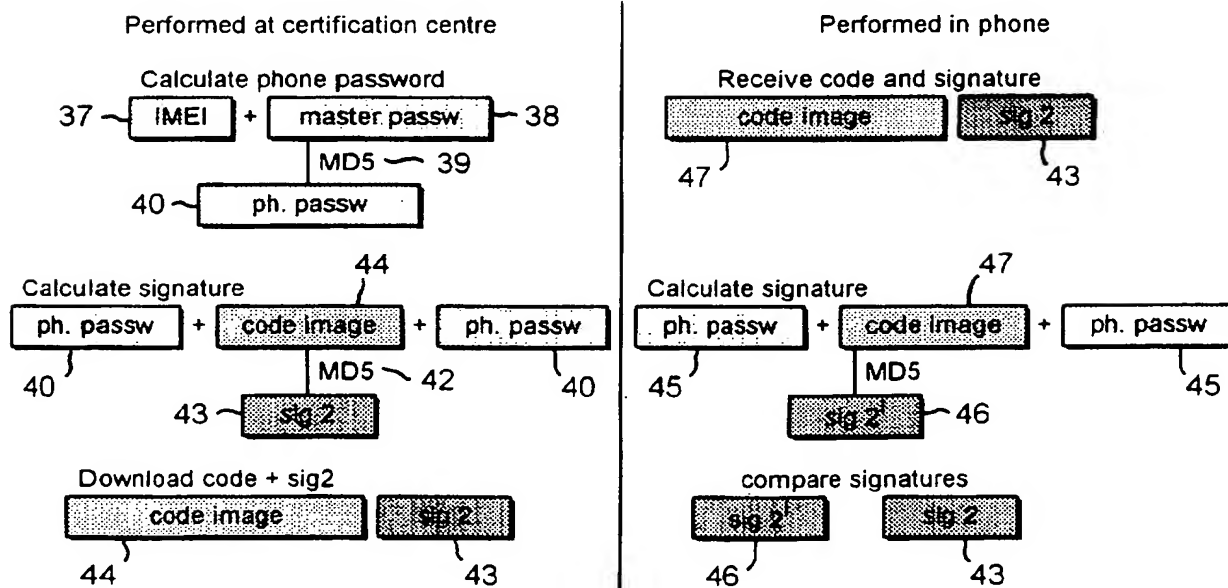 Performed at certification centre
Calculate phone password
37 IMEI + master passw 38
MD5 39
40 ph. passw
44
Calculate signature
ph. passw + code image + ph. passw
40 MD5 42 40
43 sig 2
Download code + sig2
code image sig 2
44 43
Performed in phone
Receive code and signature
code image sig 2
47 43
47
Calculate signature
ph. passw + code image + ph. passw
45 MD5 45
sig 2' 46
compare signatures
sig 2' sig 2
46 43